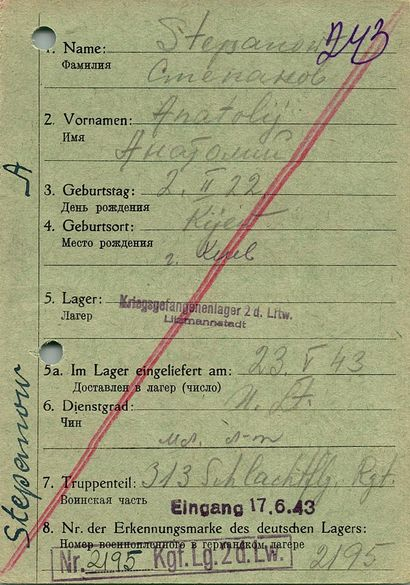 243
1. Name: Stepanow
Фамилия Степанов
2. Vornamen: Anatolij
Имя Анатолий
3. Geburtstag: 2. II 22
День рождения
4. Geburtsort: Kijew
Место рождения г. Киев
5. Lager: Kriegsgefangenenlager 2 d. Lftw.
Лагер Litzmannstadt
5a. Im Lager eingeliefert am: 23. V 43
Доставлен в лагер (число)
6. Dienstgrad: U. Lt.
Чин мл. л-т
7. Truppenteil: 313 Schlachtflg. Rgt.
Воинская часть Eingang 17.6.43
8. Nr. der Erkennungsmarke des deutschen Lagers:
Номер военнопленного в германском лагере
Nr. 2195 Kgf.Lg.2d.Lw. 2195
Stepanow A